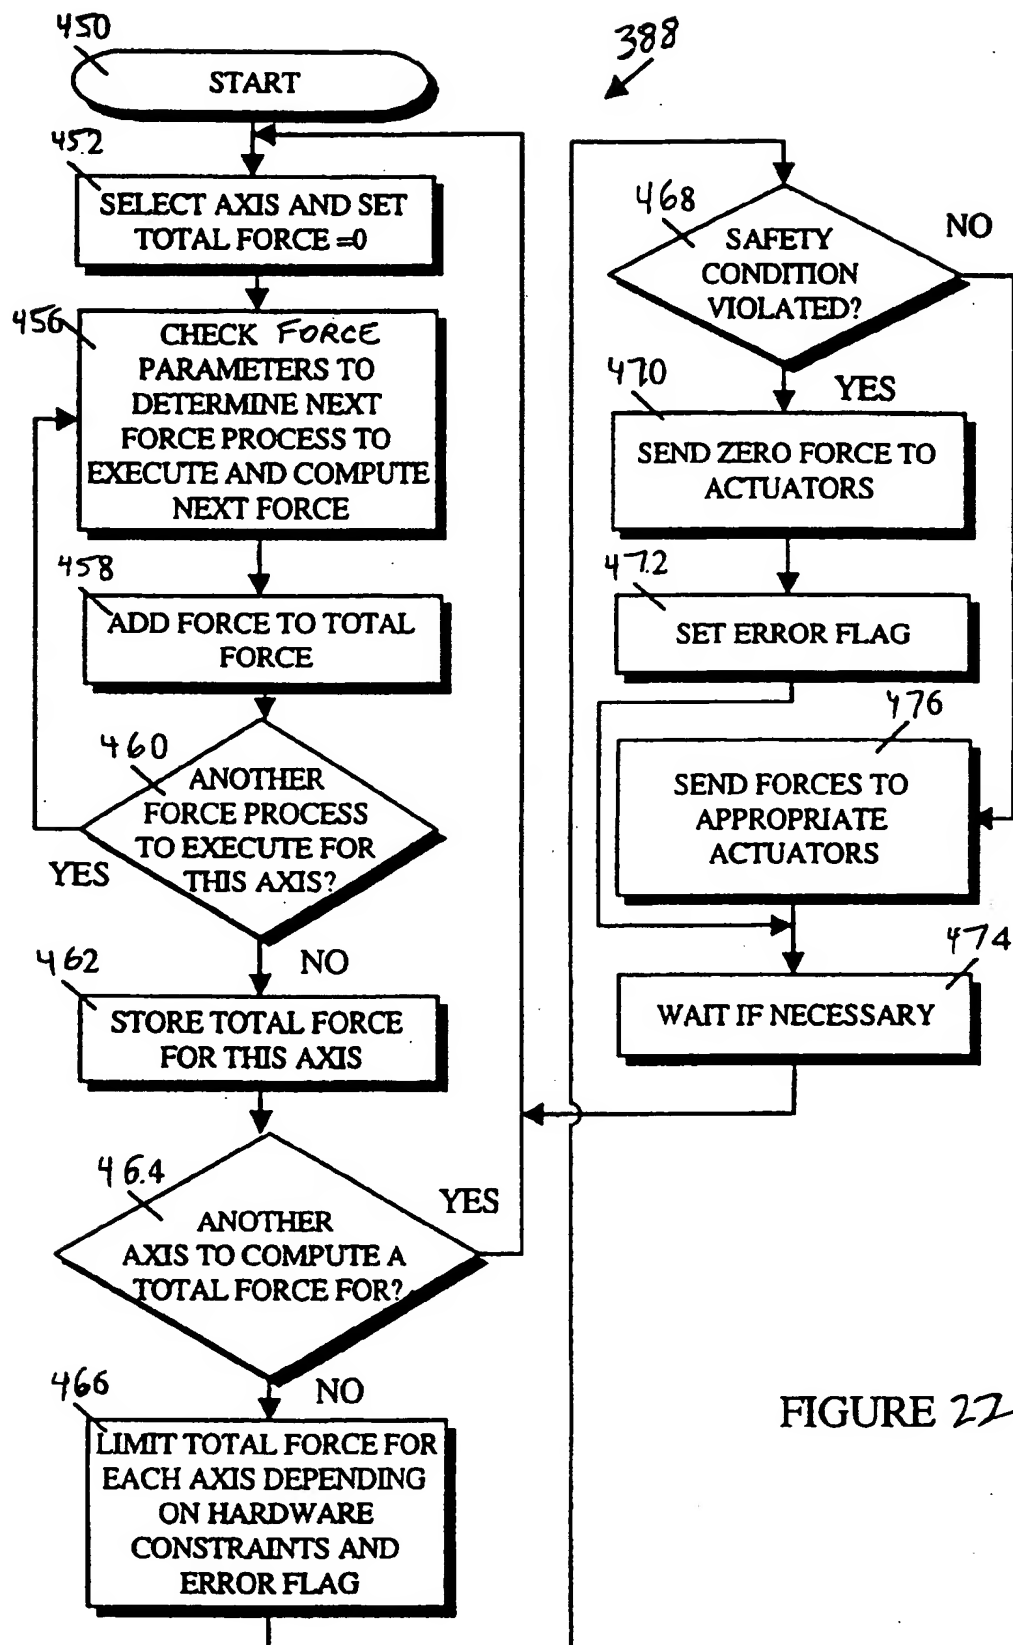 450
START
388
452
SELECT AXIS AND SET
TOTAL FORCE =0
456
CHECK FORCE
PARAMETERS TO
DETERMINE NEXT
FORCE PROCESS TO
EXECUTE AND COMPUTE
NEXT FORCE
458
ADD FORCE TO TOTAL
FORCE
460
ANOTHER
FORCE PROCESS
TO EXECUTE FOR
THIS AXIS?
YES
NO
462
STORE TOTAL FORCE
FOR THIS AXIS
464
ANOTHER
AXIS TO COMPUTE A
TOTAL FORCE FOR?
YES
NO
466
LIMIT TOTAL FORCE FOR
EACH AXIS DEPENDING
ON HARDWARE
CONSTRAINTS AND
ERROR FLAG
468
SAFETY
CONDITION
VIOLATED?
NO
YES
470
SEND ZERO FORCE TO
ACTUATORS
472
SET ERROR FLAG
476
SEND FORCES TO
APPROPRIATE
ACTUATORS
474
WAIT IF NECESSARY
FIGURE 22